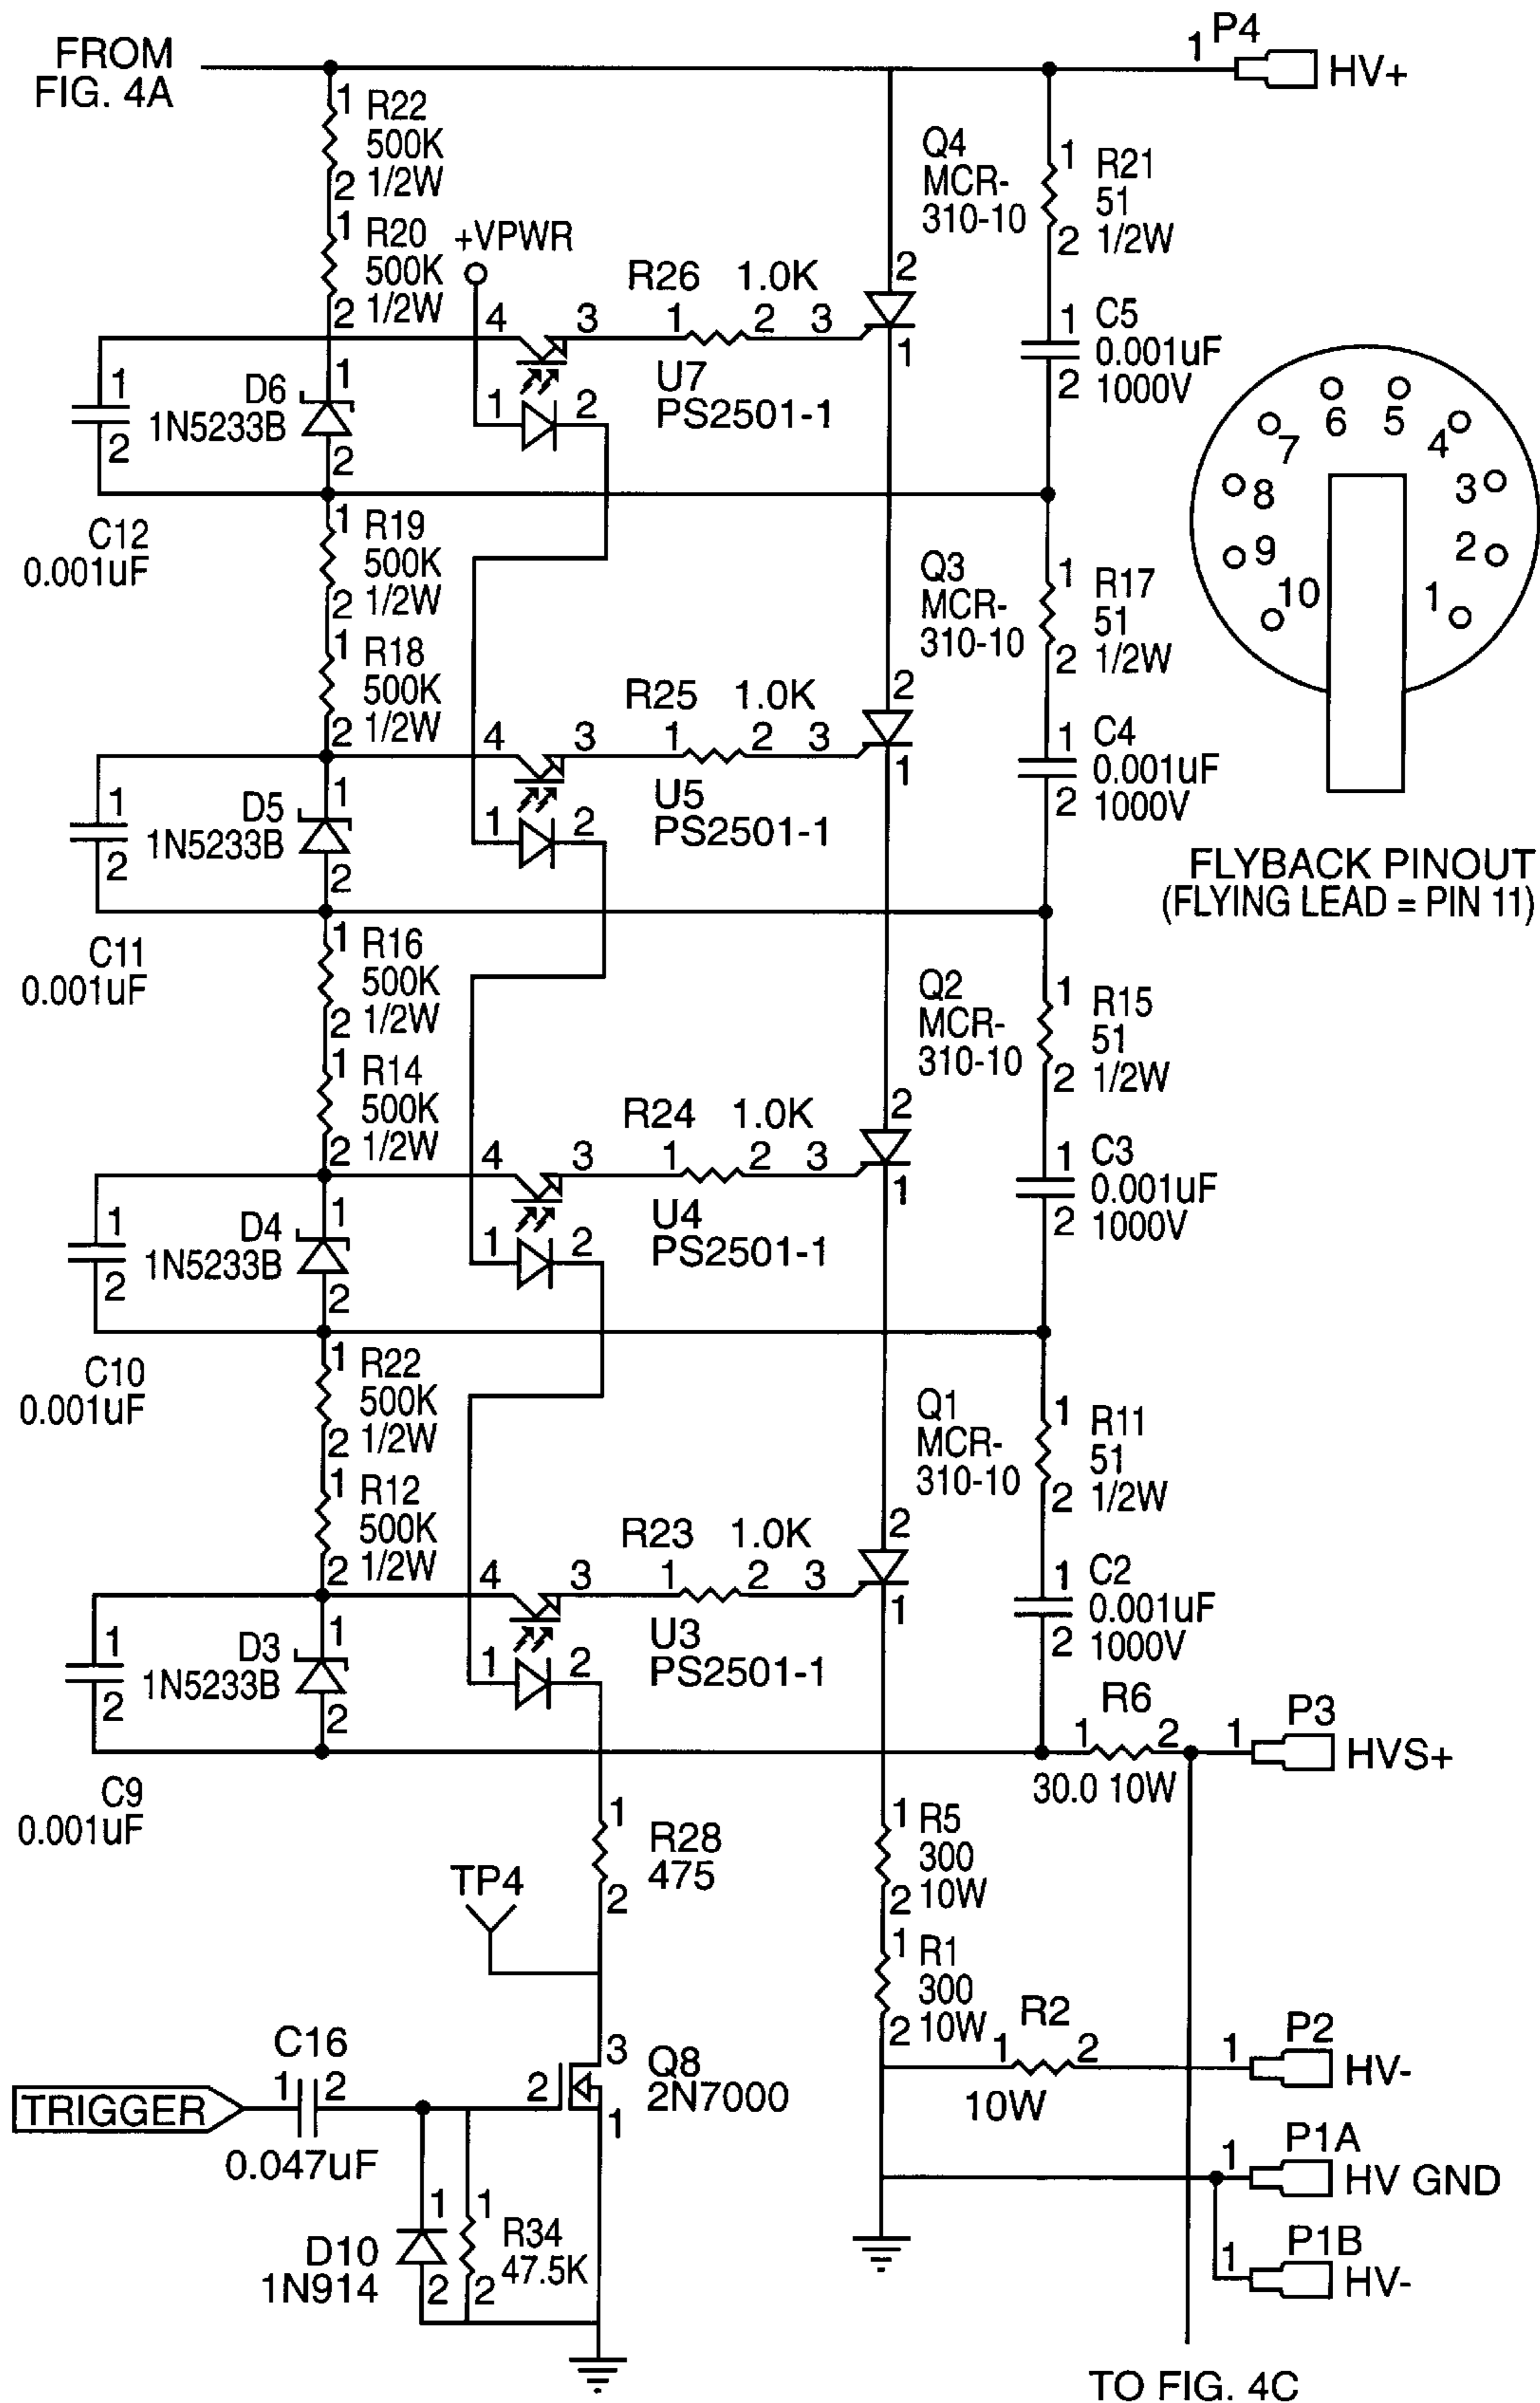 FROM
FIG. 4A
1
P4
HV+
1
R22
500K
2 1/2W
1
R20
500K
2 1/2W
+VPWR
Q4
MCR-
310-10
1
R21
51
2 1/2W
R26 1.0K
4
3
1
2
3
2
1
1
C5
0.001uF
2 1000V
1
2
D6
1N5233B
1
2
1
2
U7
PS2501-1
C12
0.001uF
1
R19
500K
2 1/2W
1
R18
500K
2 1/2W
Q3
MCR-
310-10
1
R17
51
2 1/2W
6
5
7
4
8
3
9
2
10
1
FLYBACK PINOUT
(FLYING LEAD = PIN 11)
R25 1.0K
4
3
1
2
3
2
1
1
C4
0.001uF
2 1000V
1
2
D5
1N5233B
1
2
1
2
U5
PS2501-1
C11
0.001uF
1
R16
500K
2 1/2W
1
R14
500K
2 1/2W
Q2
MCR-
310-10
1
R15
51
2 1/2W
R24 1.0K
4
3
1
2
3
2
1
1
C3
0.001uF
2 1000V
1
2
D4
1N5233B
1
2
1
2
U4
PS2501-1
C10
0.001uF
1
R22
500K
2 1/2W
1
R12
500K
2 1/2W
Q1
MCR-
310-10
1
R11
51
2 1/2W
R23 1.0K
4
3
1
2
3
2
1
1
C2
0.001uF
2 1000V
1
2
D3
1N5233B
1
2
1
2
U3
PS2501-1
C9
0.001uF
R6
1
2
30.0 10W
1
P3
HVS+
1
R28
475
2
TP4
1
R5
300
2 10W
1
R1
300
2 10W
R2
1
2
10W
1
P2
HV-
1
P1A
HV GND
1
P1B
HV-
C16
1
2
0.047uF
TRIGGER
2
3
1
Q8
2N7000
1
D10
1N914
2
1
R34
47.5K
2
TO FIG. 4C